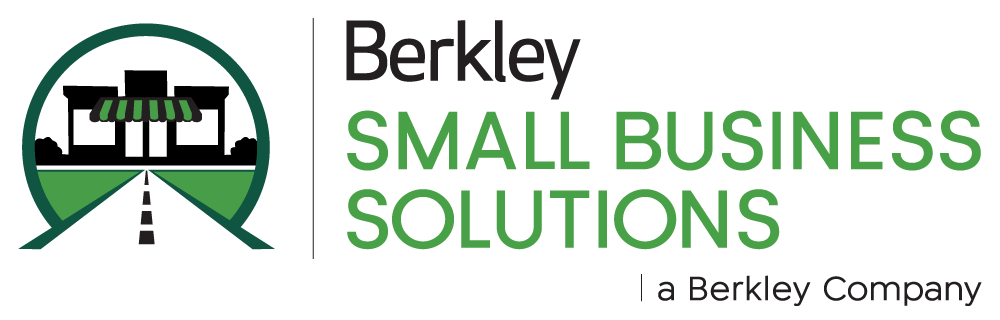 Berkley
SMALL BUSINESS
SOLUTIONS
a Berkley Company